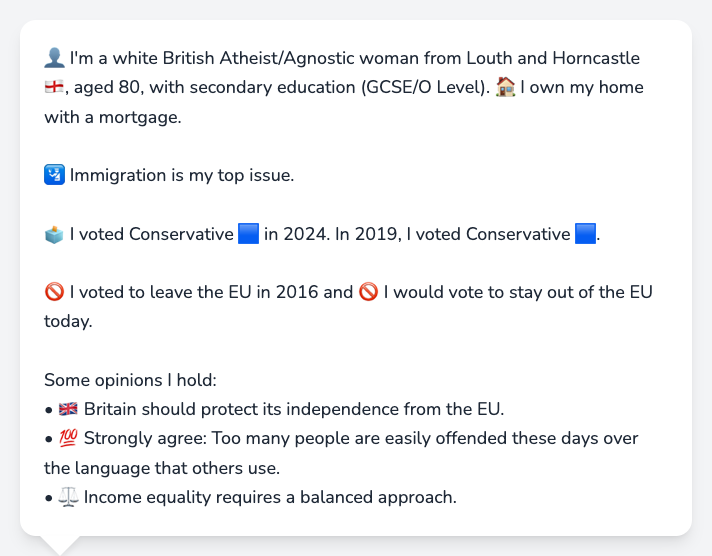 👤 I'm a white British Atheist/Agnostic woman from Louth and Horncastle
🏴󠁧󠁢󠁥󠁮󠁧󠁿, aged 80, with secondary education (GCSE/O Level). 🏠 I own my home
with a mortgage.
🛂 Immigration is my top issue.
🗳️ I voted Conservative 🟦 in 2024. In 2019, I voted Conservative 🟦.
🚫 I voted to leave the EU in 2016 and 🚫 I would vote to stay out of the EU
today.
Some opinions I hold:
• 🇬🇧 Britain should protect its independence from the EU.
• 💯 Strongly agree: Too many people are easily offended these days over
the language that others use.
• ⚖️ Income equality requires a balanced approach.